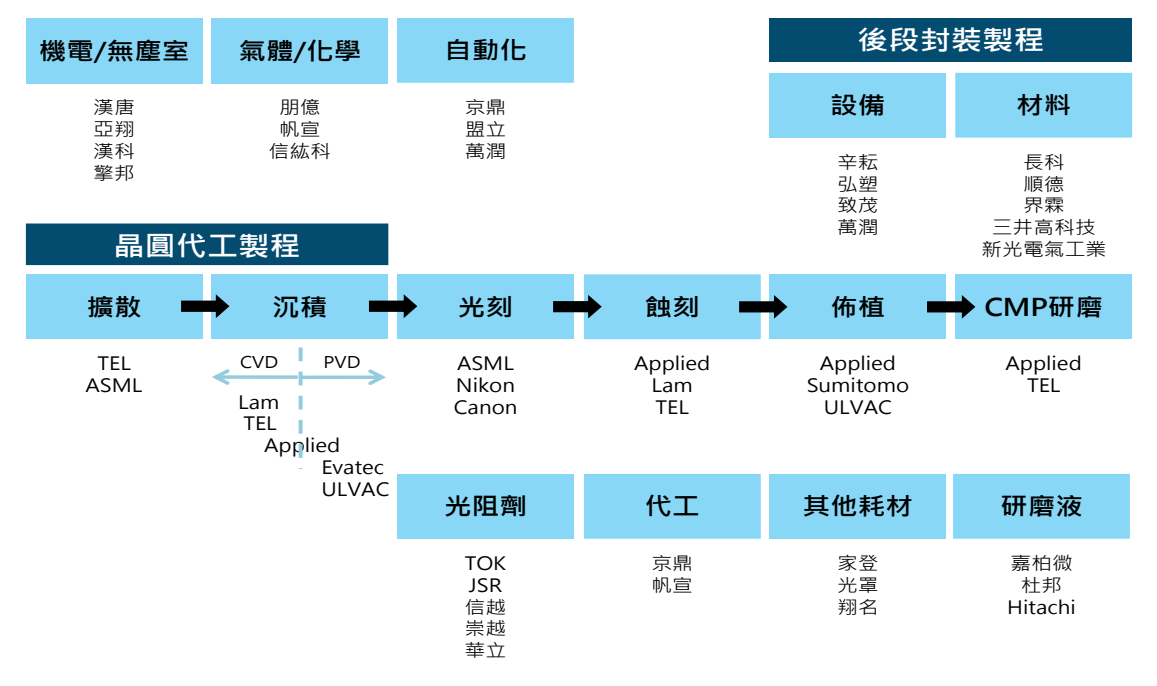 機電/無塵室
漢唐
亞翔
漢科
擎邦
氣體/化學
朋億
帆宣
信紘科
自動化
京鼎
盟立
萬潤
後段封裝製程
設備
辛耘
弘塑
致茂
萬潤
材料
長科
順德
界霖
三井高科技
新光電氣工業
晶圓代工製程
擴散
TEL
ASML
沉積
CVD
PVD
Lam
TEL
Applied
Evatec
ULVAC
光刻
ASML
Nikon
Canon
蝕刻
Applied
Lam
TEL
佈植
Applied
Sumitomo
ULVAC
CMP研磨
Applied
TEL
光阻劑
TOK
JSR
信越
崇越
華立
代工
京鼎
帆宣
其他耗材
家登
光罩
翔名
研磨液
嘉柏微
杜邦
Hitachi